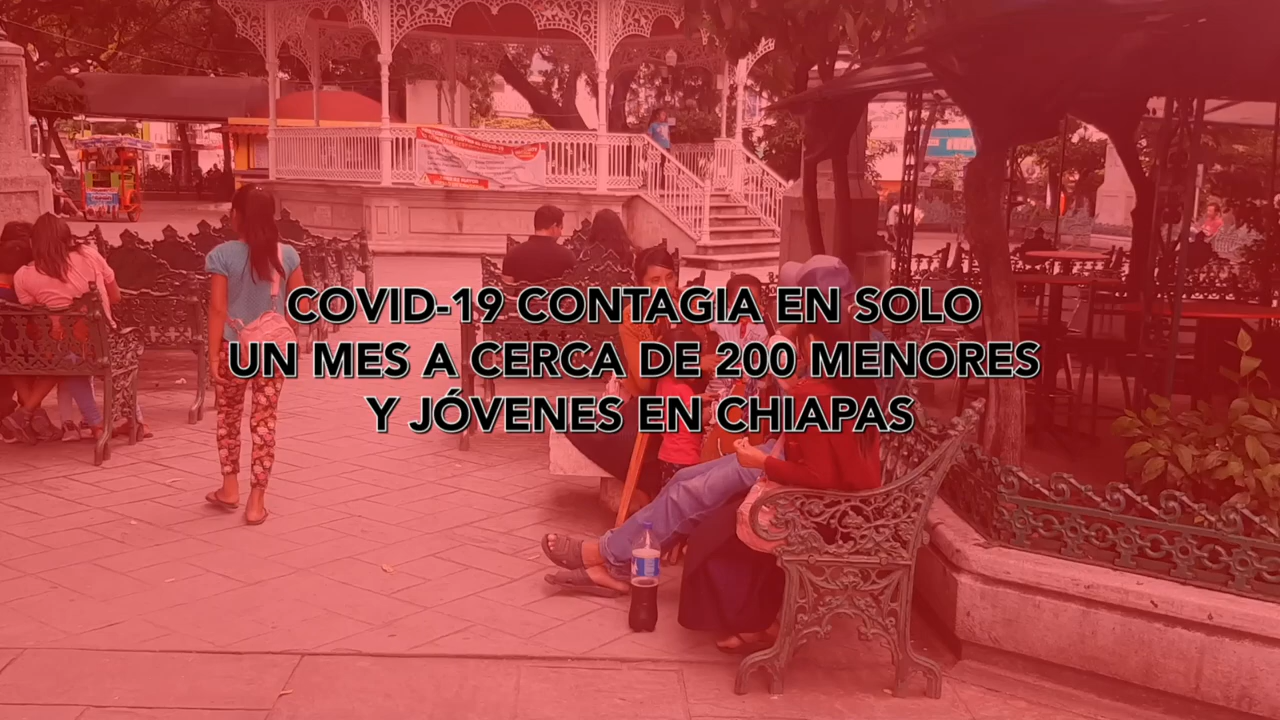 COVID-19 CONTAGIA EN SOLO
UN MES A CERCA DE 200 MENORES
Y JÓVENES EN CHIAPAS